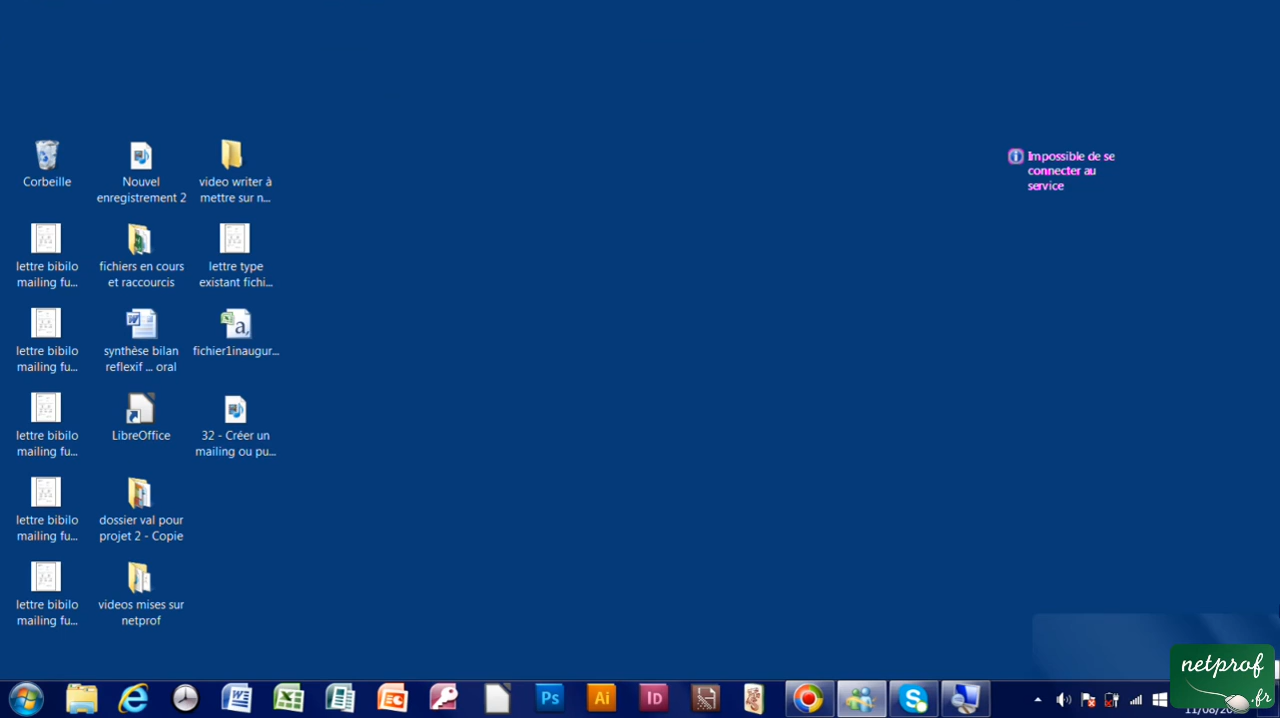 Impossible de se
connecter au
service
Corbeille
Nouvel
enregistrement 2
video writer à
mettre sur n...
lettre bibilo
mailing fu...
fichiers en cours
et raccourcis
lettre type
existant fichi...
lettre bibilo
mailing fu...
synthèse bilan
reflexif ... oral
fichier1inaugur...
lettre bibilo
mailing fu...
LibreOffice
32 - Créer un
mailing ou pu...
lettre bibilo
mailing fu...
dossier val pour
projet 2 - Copie
lettre bibilo
mailing fu...
videos mises sur
netprof
Ps
Ai
Id
netprof
.fr